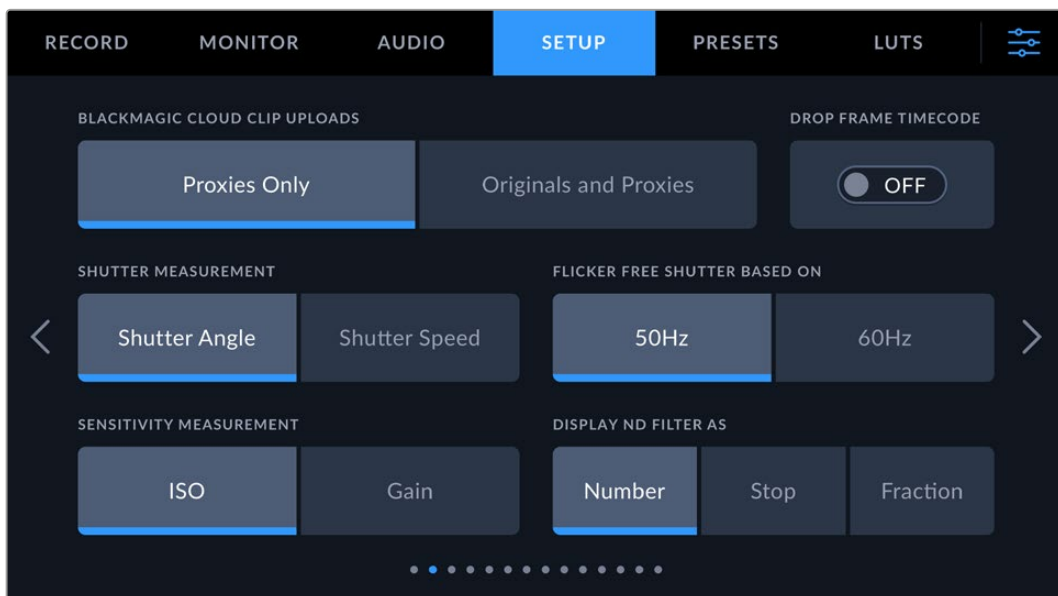 RECORD MONITOR AUDIO SETUP PRESETS LUTS
BLACKMAGIC CLOUD CLIP UPLOADS DROP FRAME TIMECODE
Proxies Only Originals and Proxies OFF
SHUTTER MEASUREMENT FLICKER FREE SHUTTER BASED ON
Shutter Angle Shutter Speed 50Hz 60Hz
SENSITIVITY MEASUREMENT DISPLAY ND FILTER AS
ISO Gain Number Stop Fraction